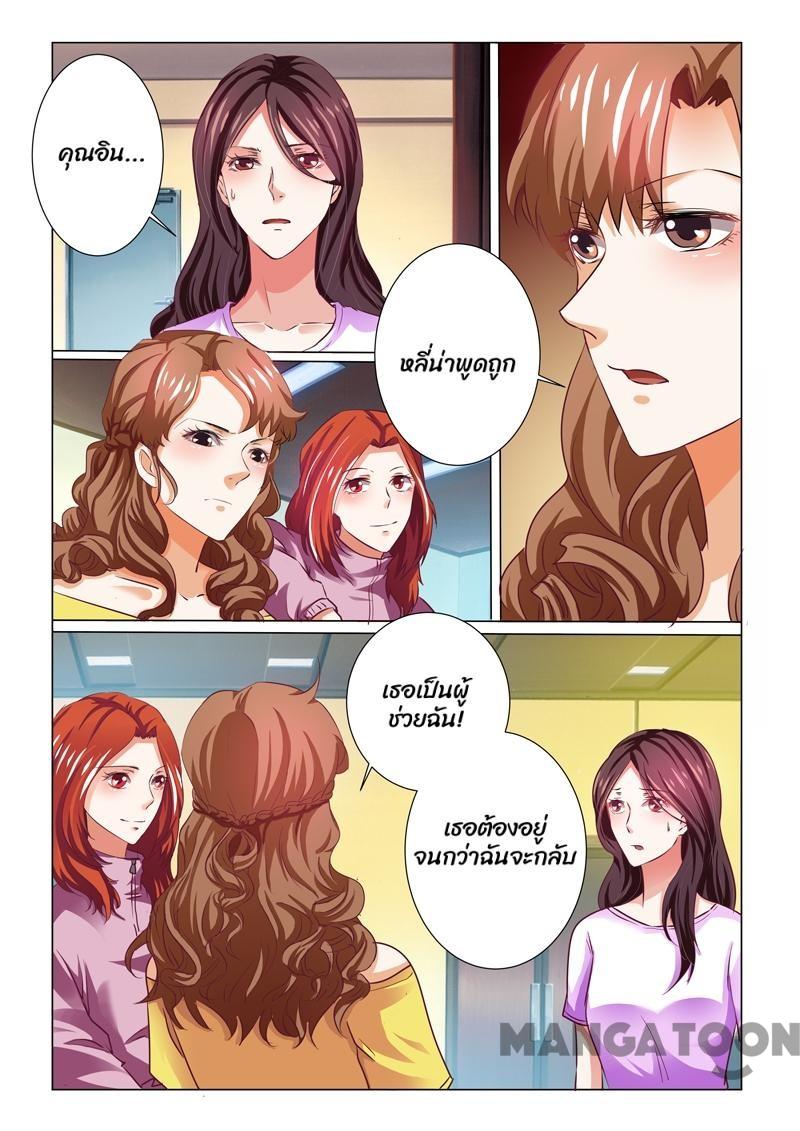 คุณอิน...
หลี่น่าพูดถูก
เธอเป็นผู้
ช่วยฉัน!
เธอต้องอยู่
จนกว่าฉันจะกลับ
MANGATOON